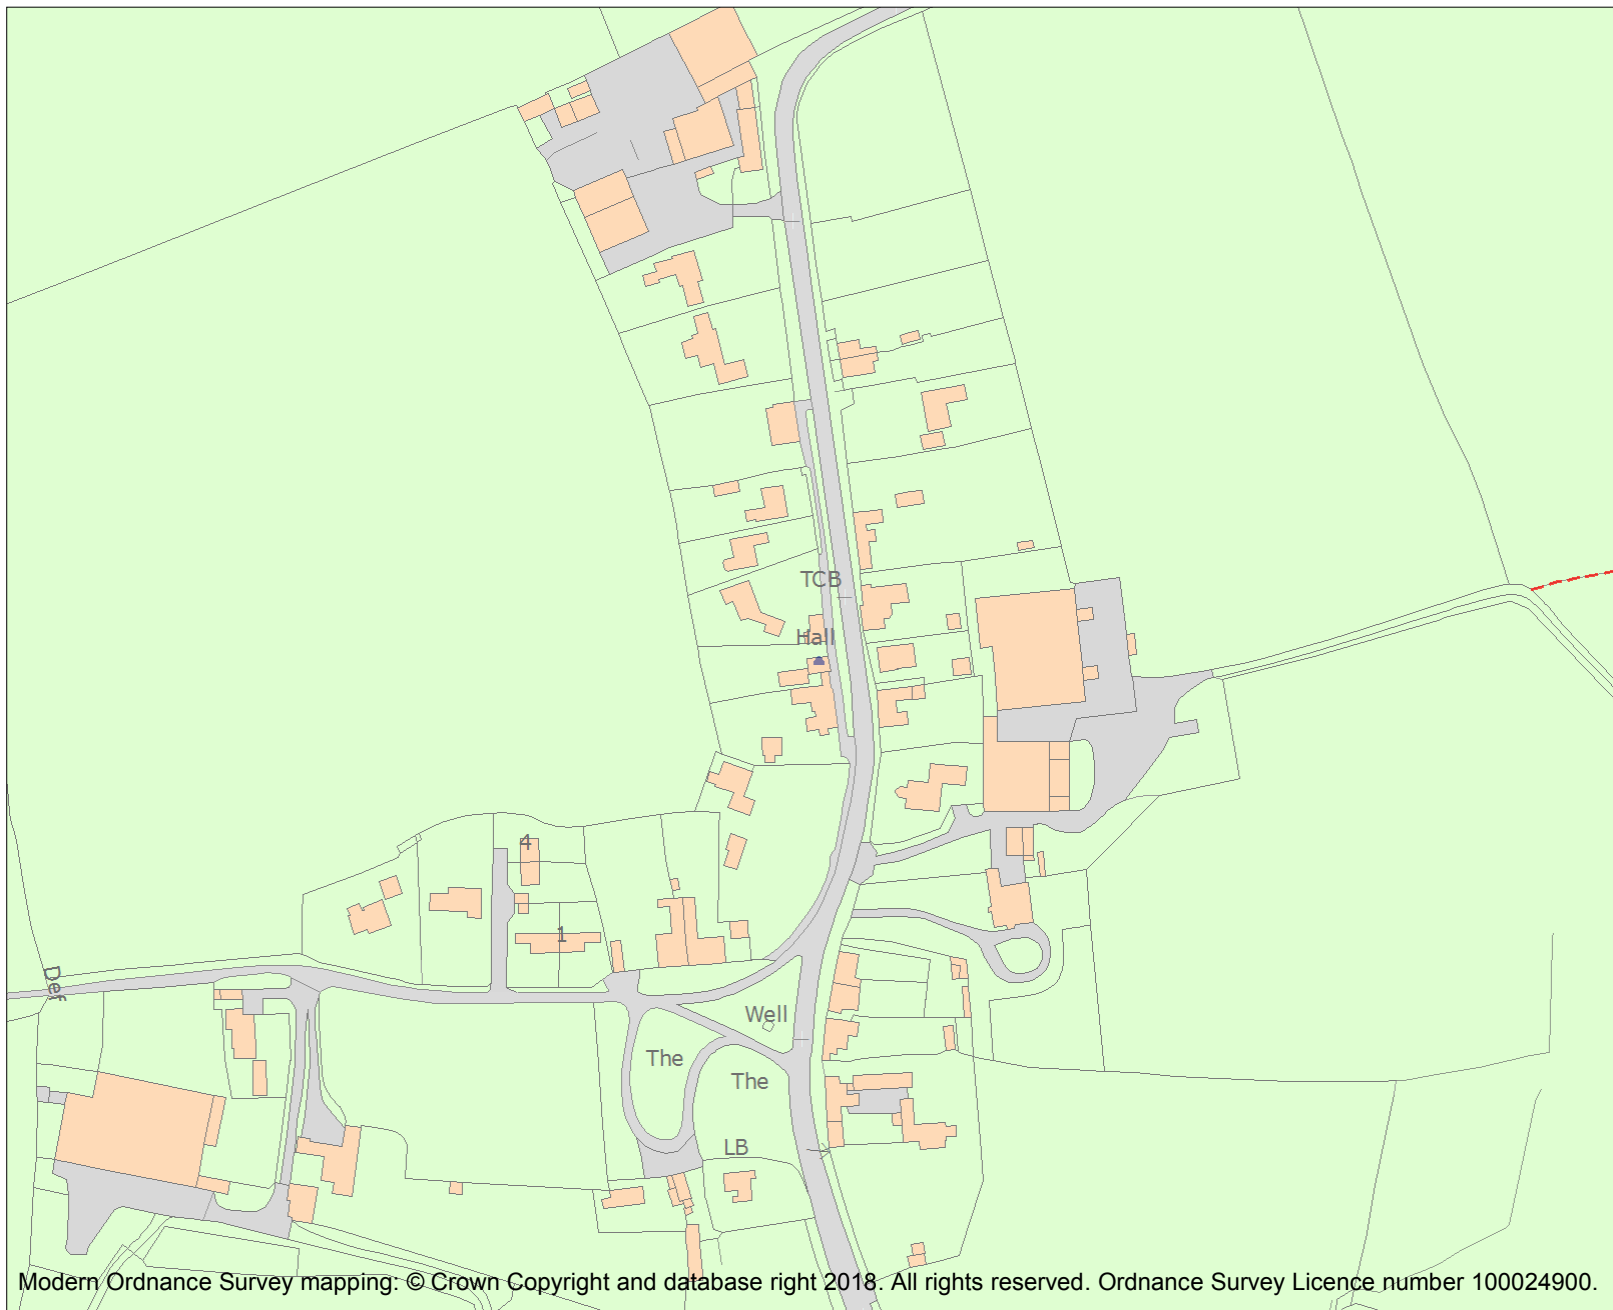 TCB
Hall
4
1
Def
Well
The
The
LB
Modern Ordnance Survey mapping: © Crown Copyright and database right 2018. All rights reserved. Ordnance Survey Licence number 100024900.